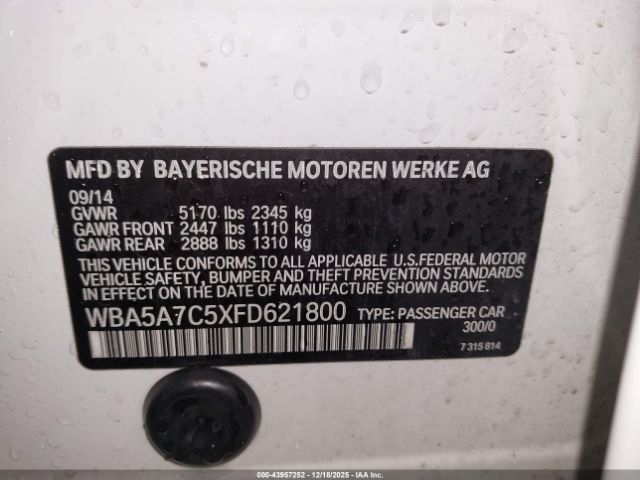 MFD BY BAYERISCHE MOTOREN WERKE AG
09/14
GVWR 5170 lbs 2345 kg
GAWR FRONT 2447 lbs 1110 kg
GAWR REAR 2888 lbs 1310 kg
THIS VEHICLE CONFORMS TO ALL APPLICABLE U.S.FEDERAL MOTOR
VEHICLE SAFETY, BUMPER AND THEFT PREVENTION STANDARDS
IN EFFECT ON THE DATE OF MANUFACTURE SHOWN ABOVE.
WBA5A7C5XFD621800 TYPE: PASSENGER CAR
300/0
7 315 814
000-43957252 - 12/18/2025 - IAA Inc.